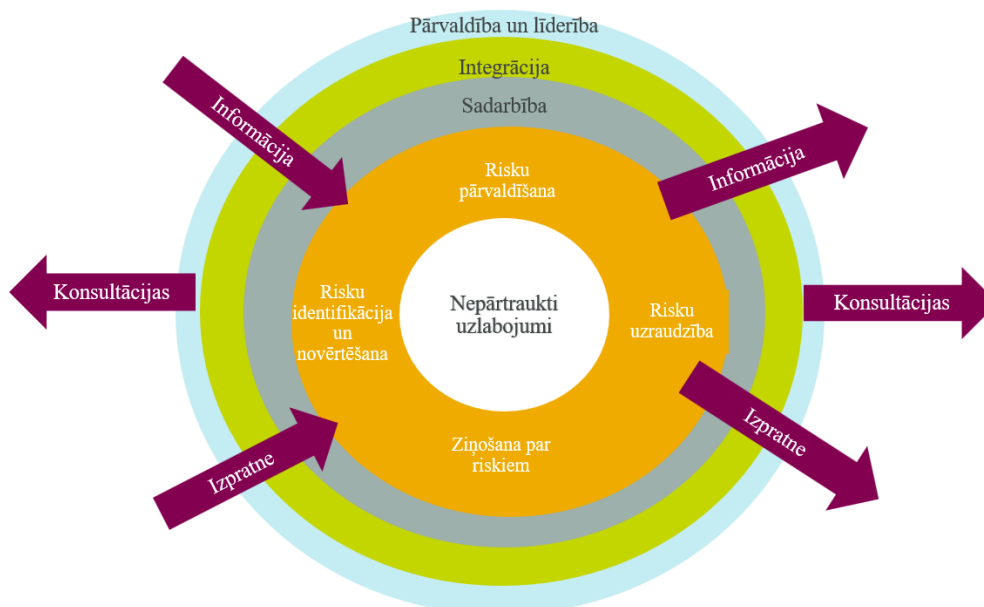 Pārvaldība un līderība
Integrācija
Sadarbība
Informācija
Risku
pārvaldīšana
Informācija
Konsultācijas
Risku
identifikācija
un
novērtēšana
Nepārtraukti
uzlabojumi
Risku
uzraudzība
Konsultācijas
Izpratne
Ziņošana par
riskiem
Izpratne